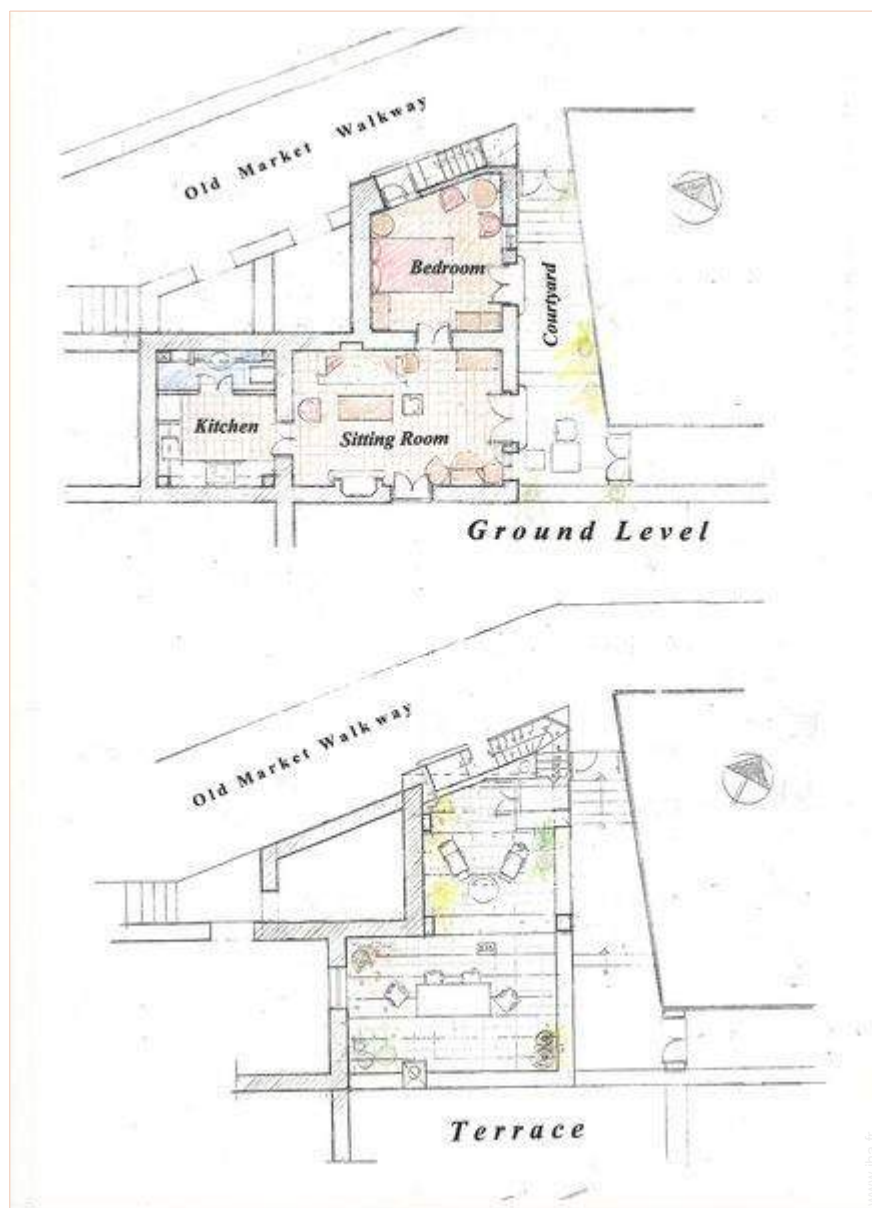 Old Market Walkway
Bedroom
Courtyard
Kitchen
Sitting Room
Ground Level
Old Market Walkway
Terrace